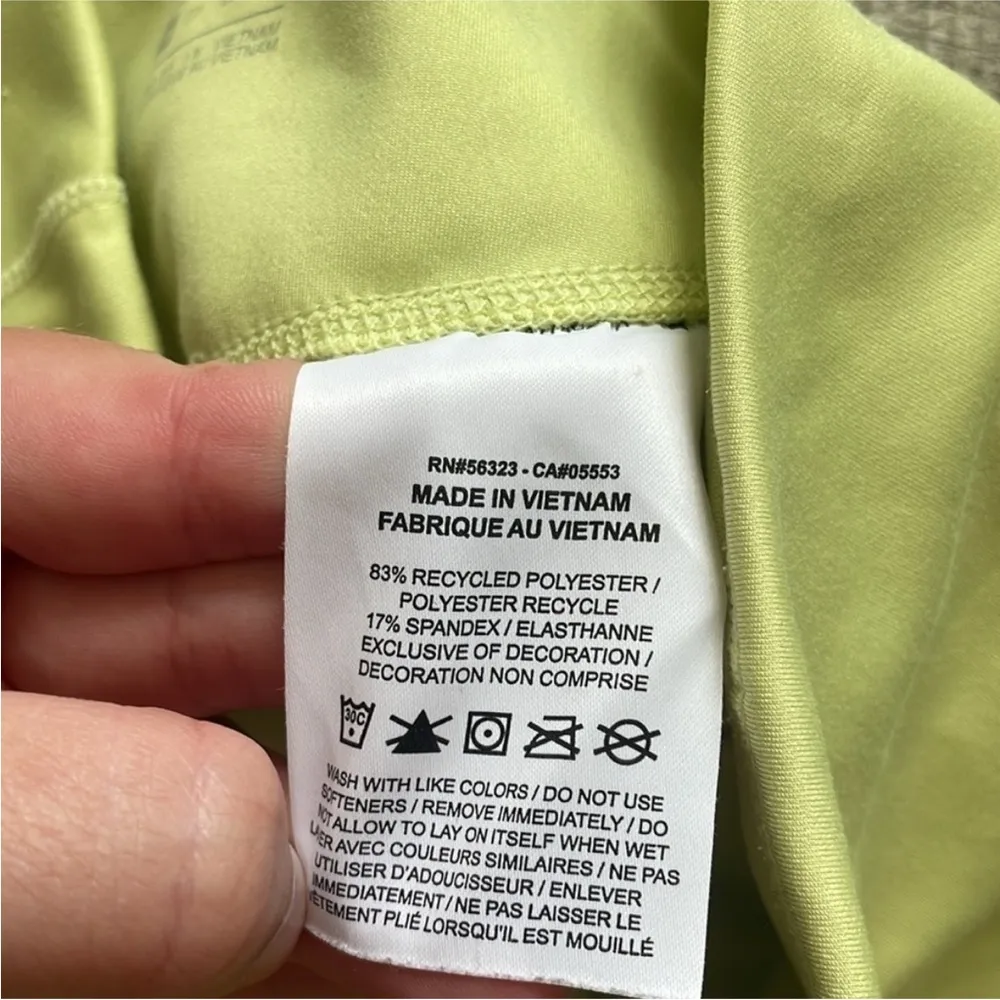 VIETNAM
VIETNAM
RN#56323 - CA#05553
MADE IN VIETNAM
FABRIQUE AU VIETNAM
83% RECYCLED POLYESTER /
POLYESTER RECYCLE
17% SPANDEX / ELASTHANNE
EXCLUSIVE OF DECORATION /
DECORATION NON COMPRISE
30C
WASH WITH LIKE COLORS / DO NOT USE
SOFTENERS / REMOVE IMMEDIATELY / DO
NOT ALLOW TO LAY ON ITSELF WHEN WET
LAVER AVEC COULEURS SIMILAIRES / NE PAS
UTILISER D'ADOUCISSEUR / ENLEVER
IMMEDIATEMENT / NE PAS LAISSER LE
VÊTEMENT PLIÉ LORSQU'IL EST MOUILLÉ